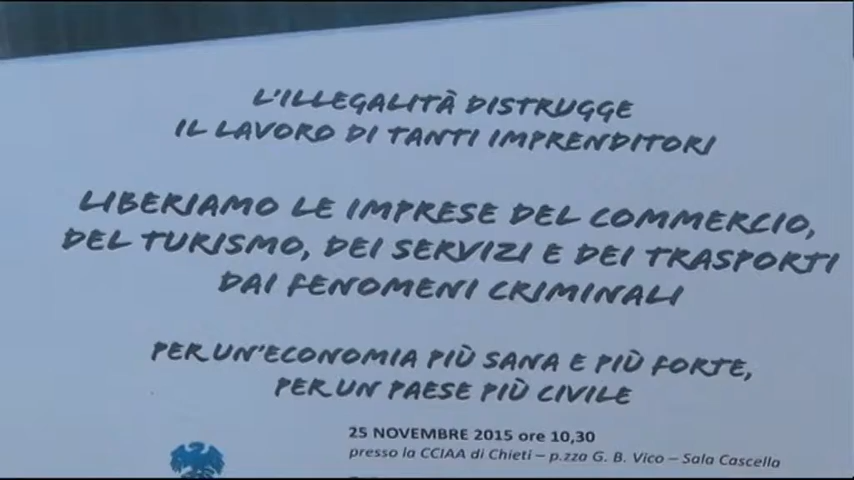 L'ILLEGALITÀ DISTRUGGE
IL LAVORO DI TANTI IMPRENDITORI
LIBERIAMO LE IMPRESE DEL COMMERCIO,
DEL TURISMO, DEI SERVIZI E DEI TRASPORTI
DAI FENOMENI CRIMINALI
PER UN'ECONOMIA PIÙ SANA E PIÙ FORTE,
PER UN PAESE PIÙ CIVILE
25 NOVEMBRE 2015 ore 10,30
presso la CCIAA di Chieti – p.zza G. B. Vico – Sala Cascella